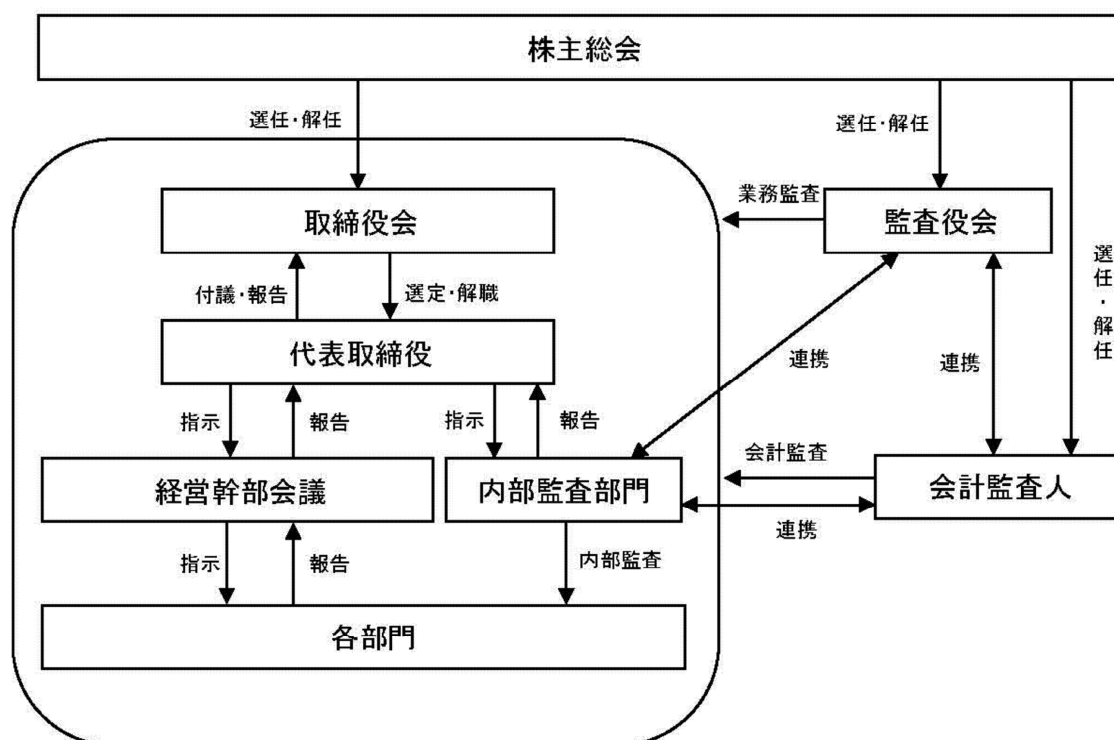 株主総会
選任・解任
選任・解任
選任・解任
取締役会
業務監査
監査役会
付議・報告
選定・解職
代表取締役
連携
連携
指示
報告
指示
報告
経営幹部会議
内部監査部門
会計監査
会計監査人
連携
指示
報告
内部監査
各部門